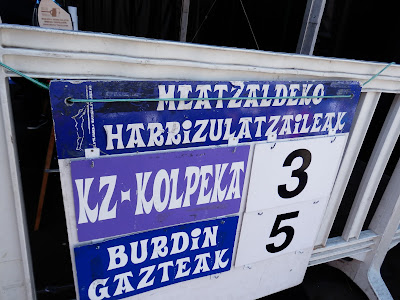 MEATZALDEKO
HARRIZULATZAILEAK
KZ-KOLPEKA 3
BURDIN
GAZTEAK 5